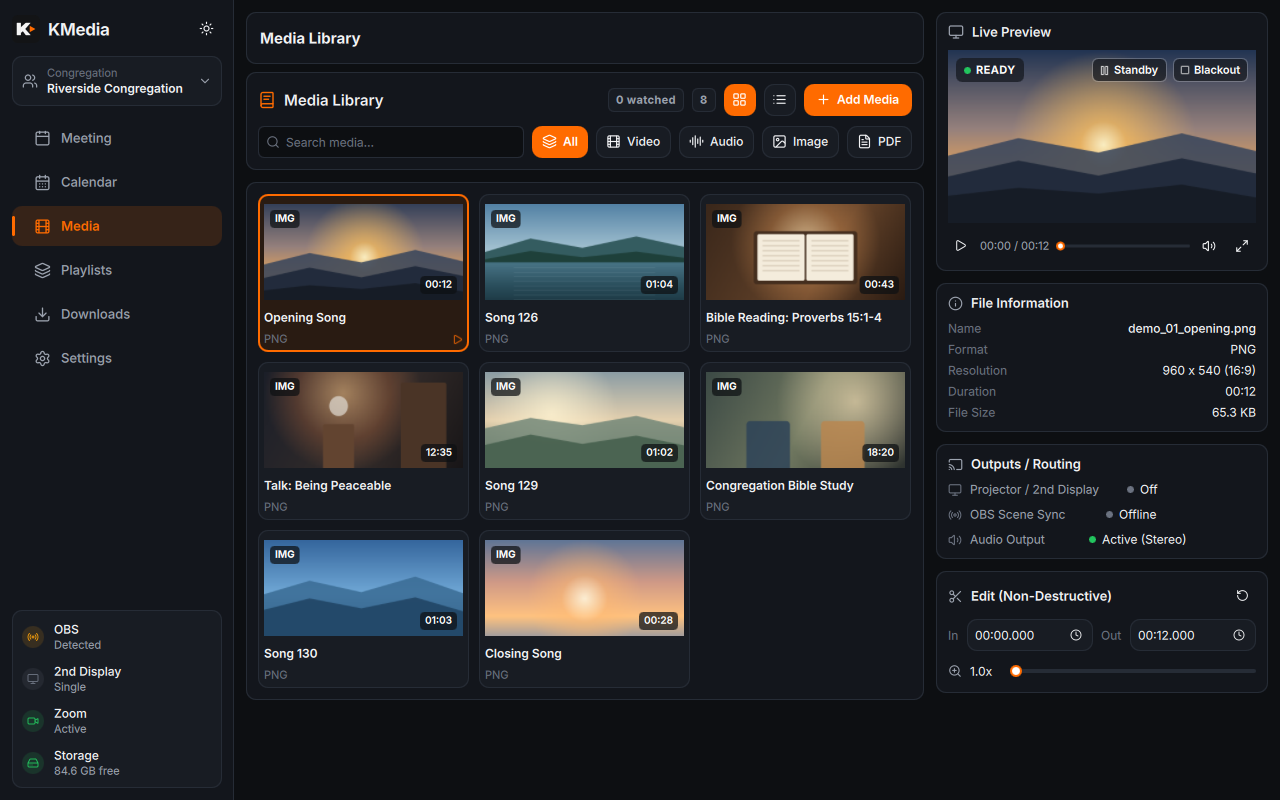 KMedia
Congregation
Riverside Congregation
Meeting
Calendar
Media
Playlists
Downloads
Settings
OBS
Detected
2nd Display
Single
Zoom
Active
Storage
84.6 GB free
Media Library
Media Library
0 watched
8
Add Media
Search media...
All
Video
Audio
Image
PDF
IMG
00:12
Opening Song
PNG
IMG
01:04
Song 126
PNG
00:43
Bible Reading: Proverbs 15:1-4
IMG
PNG
IMG
12:35
Talk: Being Peaceable
PNG
IMG
01:02
Song 129
PNG
IMG
18:20
Congregation Bible Study
PNG
IMG
01:03
Song 130
PNG
IMG
00:28
Closing Song
PNG
Live Preview
READY
Standby
Blackout
00:00 / 00:12
File Information
Name demo_01_opening.png
Format PNG
Resolution 960 x 540 (16:9)
Duration 00:12
File Size 65.3 KB
Outputs / Routing
Projector / 2nd Display Off
OBS Scene Sync Offline
Audio Output Active (Stereo)
Edit (Non-Destructive)
In 00:00.000 Out 00:12.000
1.0x